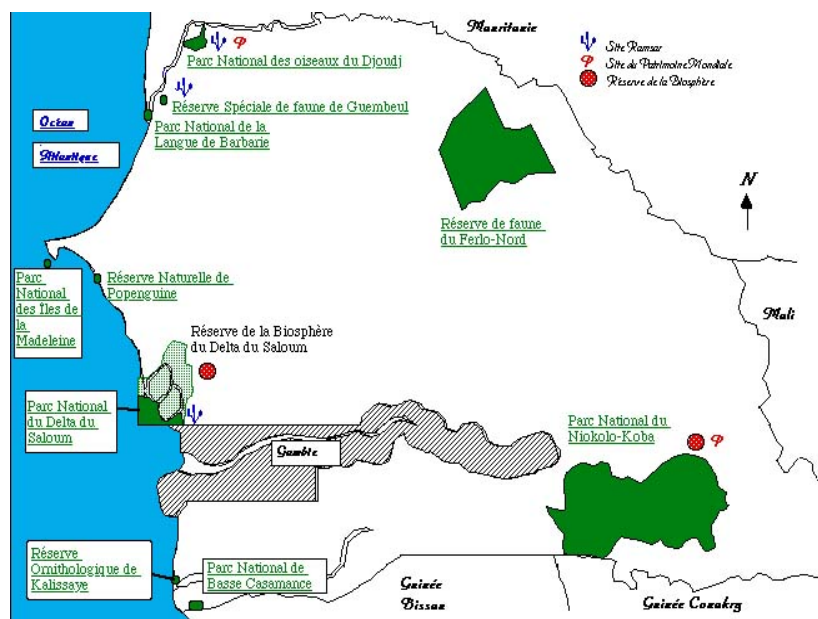 Mauritanie
Site Ramsar
Site du Patrimoine Mondiale
Réserve de la Biosphère
Parc National des oiseaux du Djoudj
Réserve Spéciale de faune de Guembeul
Parc National de la
Langue de Barbarie
Océan
Atlantique
N
Réserve de faune
du Ferlo-Nord
Parc
National
des Îles de
la
Madeleine
Réserve Naturelle de
Popenguine
Mali
Réserve de la Biosphère
du Delta du Saloum
Parc National
du Delta du
Saloum
Parc National du
Niokolo-Koba
Gambie
Réserve
Ornithologique de
Kalissaye
Parc National de
Basse Casamance
Guinée
Bissau
Guinée Conakry